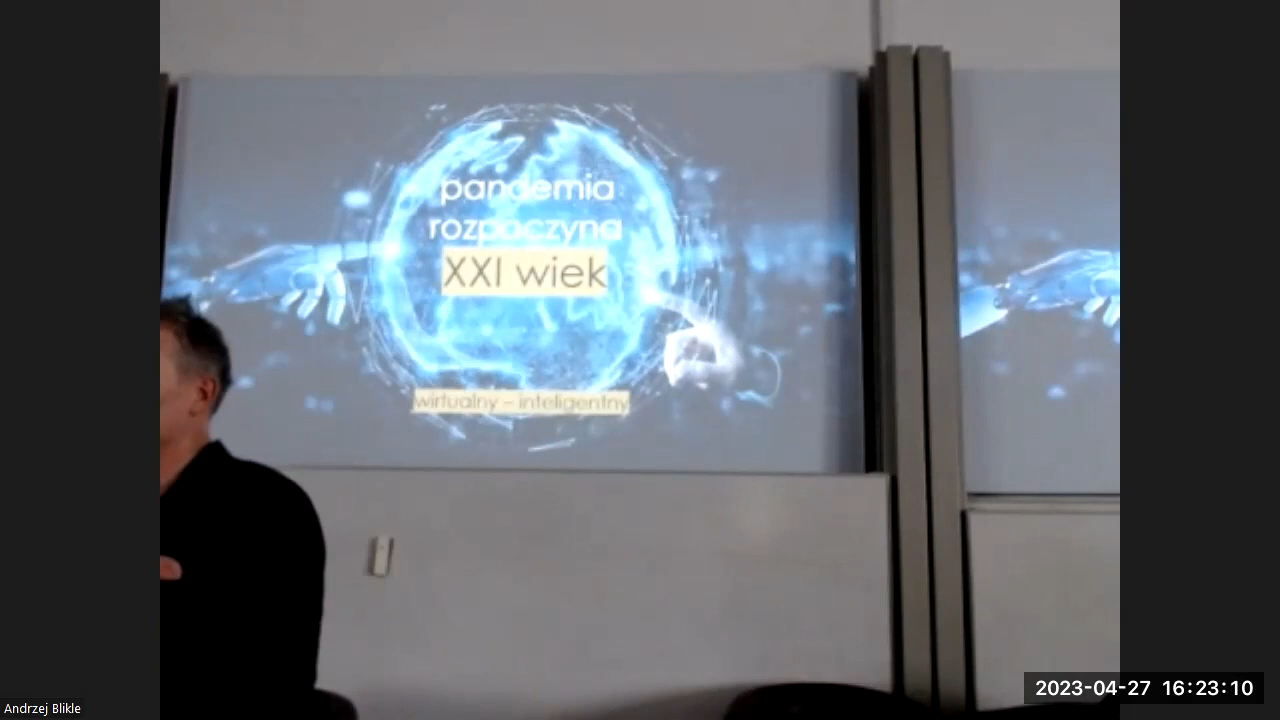 pandemia
rozpoczyna
XXI wiek
wirtualny – inteligentny
Andrzej Blikle
2023-04-27 16:23:10